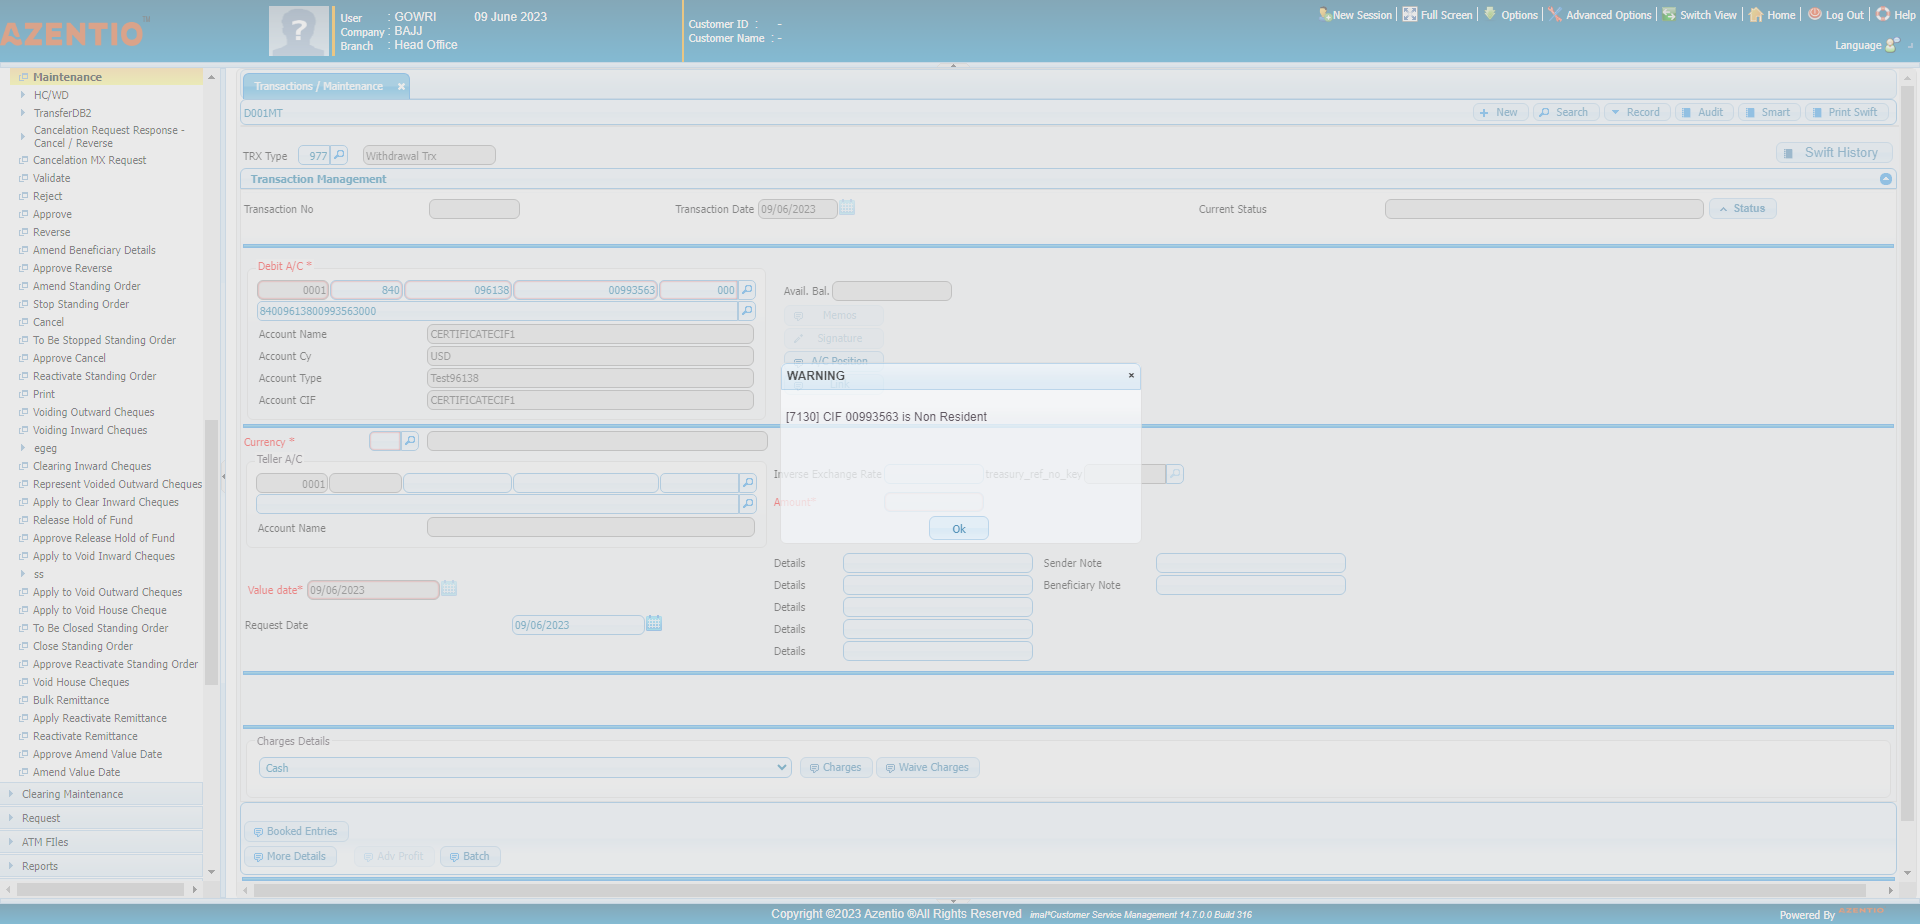 AZENTIO™
User : GOWRI 09 June 2023
Company : BAJJ
Branch : Head Office
Customer ID : -
Customer Name : -
New Session | Full Screen | Options | Advanced Options | Switch View | Home | Log Out | Help
Language
Maintenance
HC/WD
TransferDB2
Cancelation Request Response -
Cancel / Reverse
Cancelation MX Request
Validate
Reject
Approve
Reverse
Amend Beneficiary Details
Approve Reverse
Amend Standing Order
Stop Standing Order
Cancel
To Be Stopped Standing Order
Approve Cancel
Reactivate Standing Order
Print
Voiding Outward Cheques
Voiding Inward Cheques
egeg
Clearing Inward Cheques
Represent Voided Outward Cheques
Apply to Clear Inward Cheques
Release Hold of Fund
Approve Release Hold of Fund
Apply to Void Inward Cheques
ss
Apply to Void Outward Cheques
Apply to Void House Cheque
To Be Closed Standing Order
Close Standing Order
Approve Reactivate Standing Order
Void House Cheques
Bulk Remittance
Apply Reactivate Remittance
Reactivate Remittance
Approve Amend Value Date
Amend Value Date
Clearing Maintenance
Request
ATM FIles
Reports
Transactions / Maintenance
D001MT
New Search Record Audit Smart Print Swift
TRX Type 977 Withdrawal Trx
Swift History
Transaction Management
Transaction No Transaction Date 09/06/2023 Current Status Status
Debit A/C *
0001 840 096138 00993563 000
84009613800993563000
Account Name CERTIFICATECIF1
Account Cy USD
Account Type Test96138
Account CIF CERTIFICATECIF1
Avail. Bal.
Memos
Signature
A/C Position
WARNING
[7130] CIF 00993563 is Non Resident
Ok
Currency *
Teller A/C
0001
Account Name
Inverse Exchange Rate treasury_ref_no_key
Amount*
Value date* 09/06/2023
Request Date 09/06/2023
Details Sender Note
Details Beneficiary Note
Details
Details
Details
Charges Details
Cash Charges Waive Charges
Booked Entries
More Details Adv Profit Batch
Copyright ©2023 Azentio ®All Rights Reserved imal*Customer Service Management 14.7.0.0 Build 316
Powered By AZENTIO